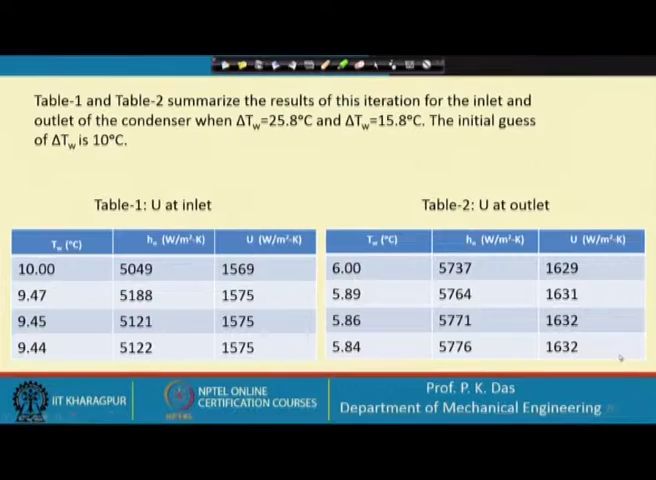 Table-1 and Table-2 summarize the results of this iteration for the inlet and
outlet of the condenser when ΔTw=25.8°C and ΔTw=15.8°C. The initial guess
of ΔTw is 10°C.
Table-1: U at inlet
Tw (°C) ho (W/m²-K) U (W/m²-K)
10.00 5049 1569
9.47 5188 1575
9.45 5121 1575
9.44 5122 1575
Table-2: U at outlet
Tw (°C) ho (W/m²-K) U (W/m²-K)
6.00 5737 1629
5.89 5764 1631
5.86 5771 1632
5.84 5776 1632
IIT KHARAGPUR
NPTEL ONLINE
CERTIFICATION COURSES
NPTEL
Prof. P. K. Das
Department of Mechanical Engineering